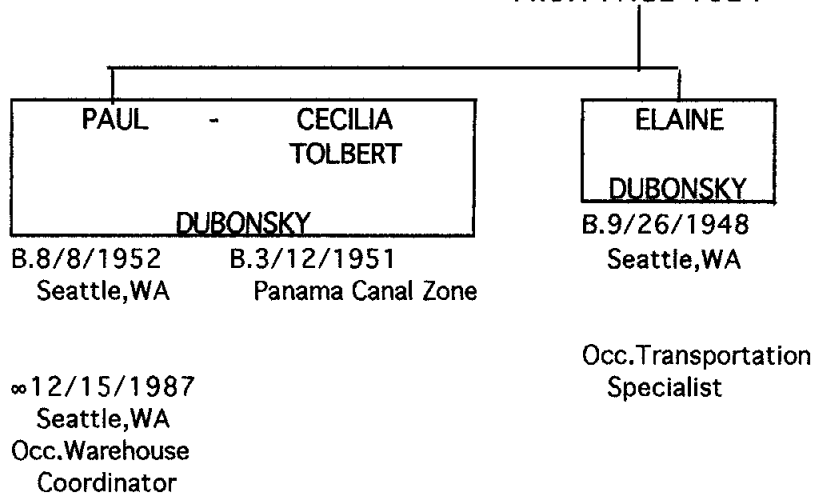 PAUL - CECILIA
TOLBERT
DUBONSKY
B.8/8/1952 B.3/12/1951
Seattle,WA Panama Canal Zone
∞12/15/1987
Seattle,WA
Occ.Warehouse
Coordinator
ELAINE
DUBONSKY
B.9/26/1948
Seattle,WA
Occ.Transportation
Specialist